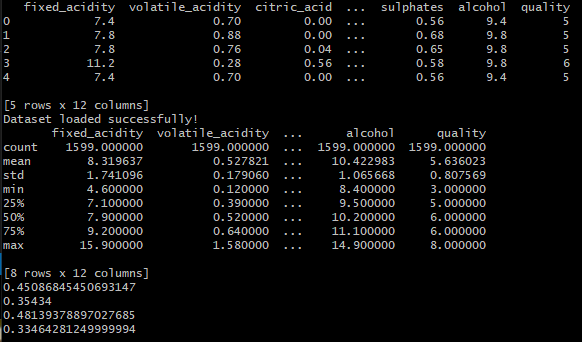 fixed_acidity  volatile_acidity  citric_acid  ...  sulphates  alcohol  quality
0            7.4              0.70         0.00  ...       0.56      9.4        5
1            7.8              0.88         0.00  ...       0.68      9.8        5
2            7.8              0.76         0.04  ...       0.65      9.8        5
3           11.2              0.28         0.56  ...       0.58      9.8        6
4            7.4              0.70         0.00  ...       0.56      9.4        5
[5 rows x 12 columns]
Dataset loaded successfully!
fixed_acidity  volatile_acidity  ...      alcohol      quality
count    1599.000000       1599.000000  ...  1599.000000  1599.000000
mean        8.319637          0.527821  ...    10.422983     5.636023
std         1.741096          0.179060  ...     1.065668     0.807569
min         4.600000          0.120000  ...     8.400000     3.000000
25%         7.100000          0.390000  ...     9.500000     5.000000
50%         7.900000          0.520000  ...    10.200000     6.000000
75%         9.200000          0.640000  ...    11.100000     6.000000
max        15.900000          1.580000  ...    14.900000     8.000000
[8 rows x 12 columns]
0.45086845450693147
0.35434
0.48139378897027685
0.33464281249999994